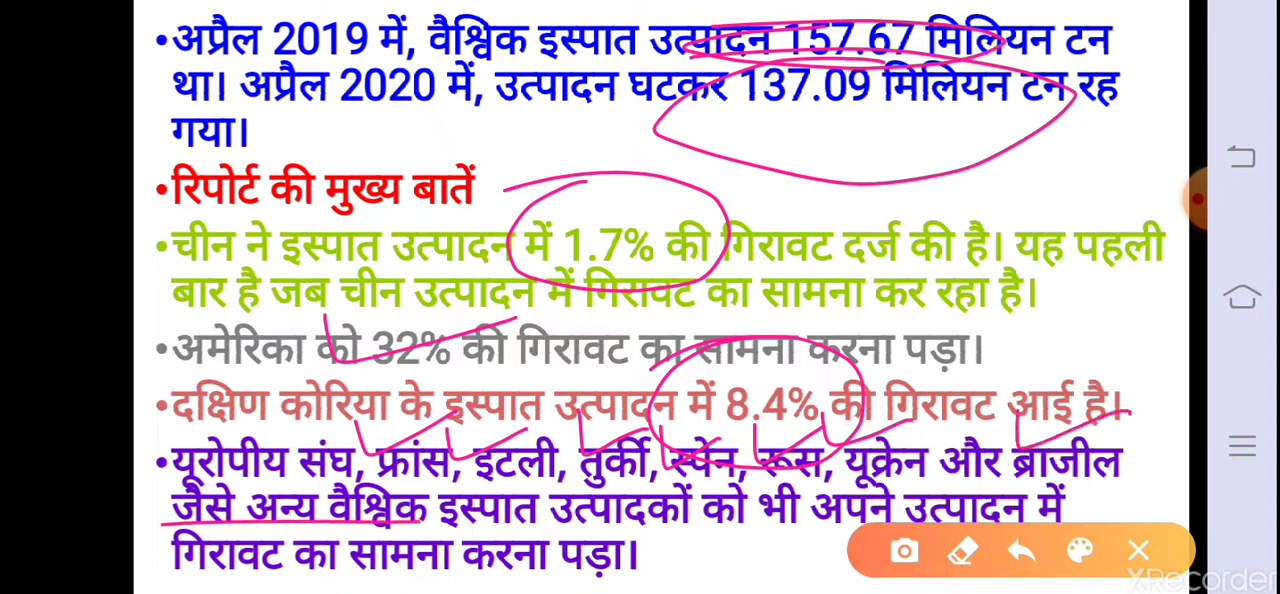 •अप्रैल 2019 में, वैश्विक इस्पात उत्पादन 157.67 मिलियन टन
था। अप्रैल 2020 में, उत्पादन घटकर 137.09 मिलियन टन रह
गया।
•रिपोर्ट की मुख्य बातें
•चीन ने इस्पात उत्पादन में 1.7% की गिरावट दर्ज की है। यह पहली
बार है जब चीन उत्पादन में गिरावट का सामना कर रहा है।
•अमेरिका को 32% की गिरावट का सामना करना पड़ा।
•दक्षिण कोरिया के इस्पात उत्पादन में 8.4% की गिरावट आई है।
•यूरोपीय संघ, फ्रांस, इटली, तुर्की, स्पेन, रूस, यूक्रेन और ब्राजील
जैसे अन्य वैश्विक इस्पात उत्पादकों को भी अपने उत्पादन में
गिरावट का सामना करना पड़ा।
XRecorder